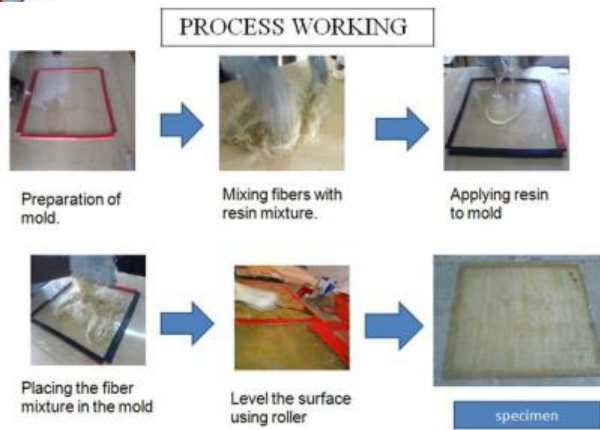 PROCESS WORKING
Preparation of
mold.
Mixing fibers with
resin mixture.
Applying resin
to mold
Placing the fiber
mixture in the mold
Level the surface
using roller
specimen